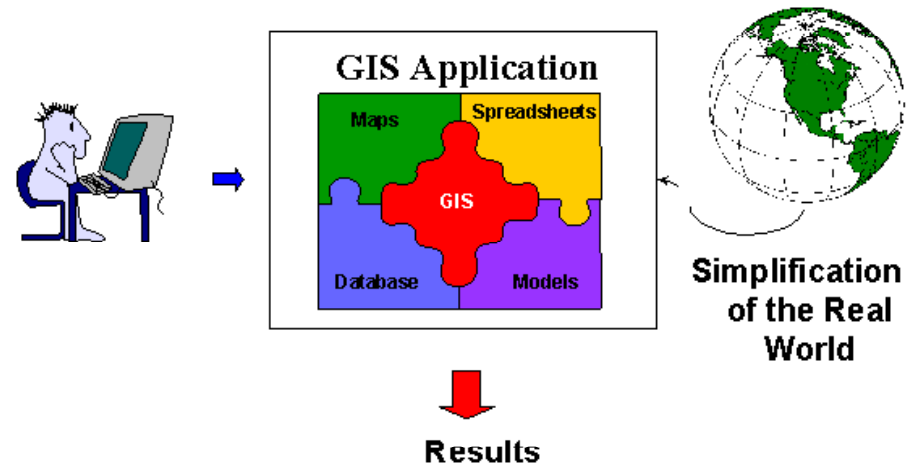 GIS Application
Maps
Spreadsheets
GIS
Database
Models
Simplification
of the Real
World
Results